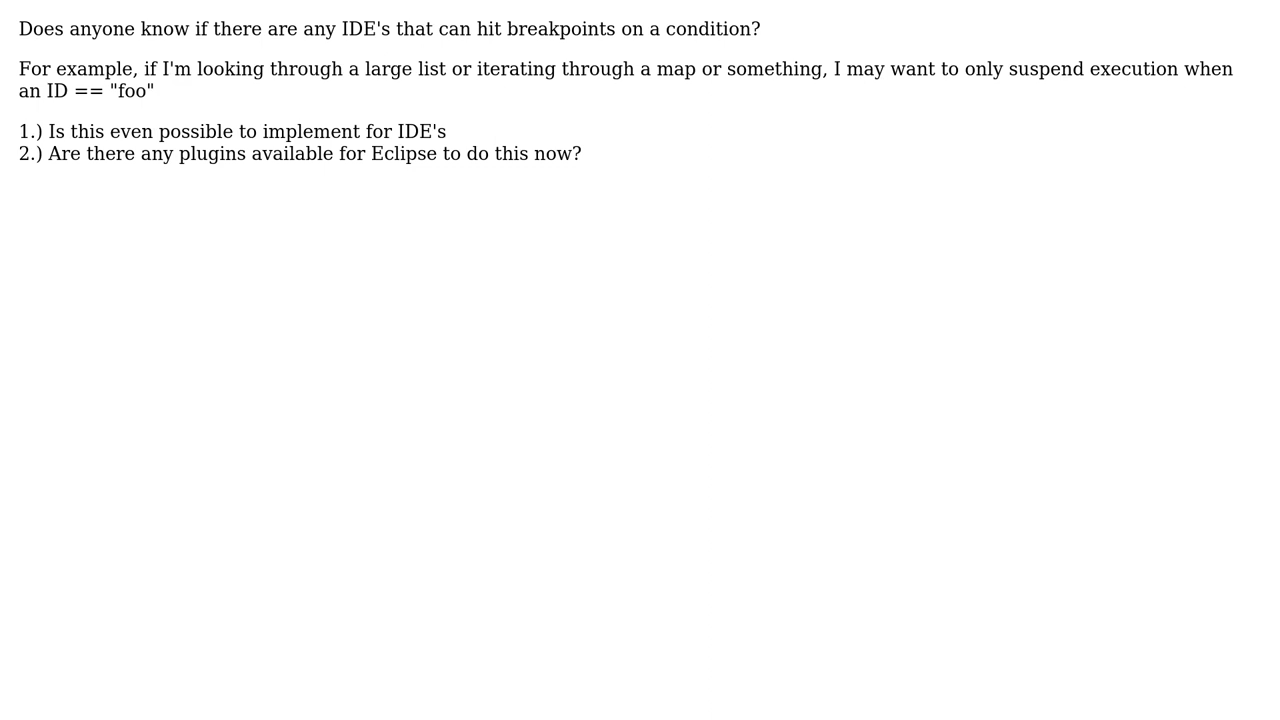 Does anyone know if there are any IDE's that can hit breakpoints on a condition?
For example, if I'm looking through a large list or iterating through a map or something, I may want to only suspend execution when
an ID == "foo"
1.) Is this even possible to implement for IDE's
2.) Are there any plugins available for Eclipse to do this now?